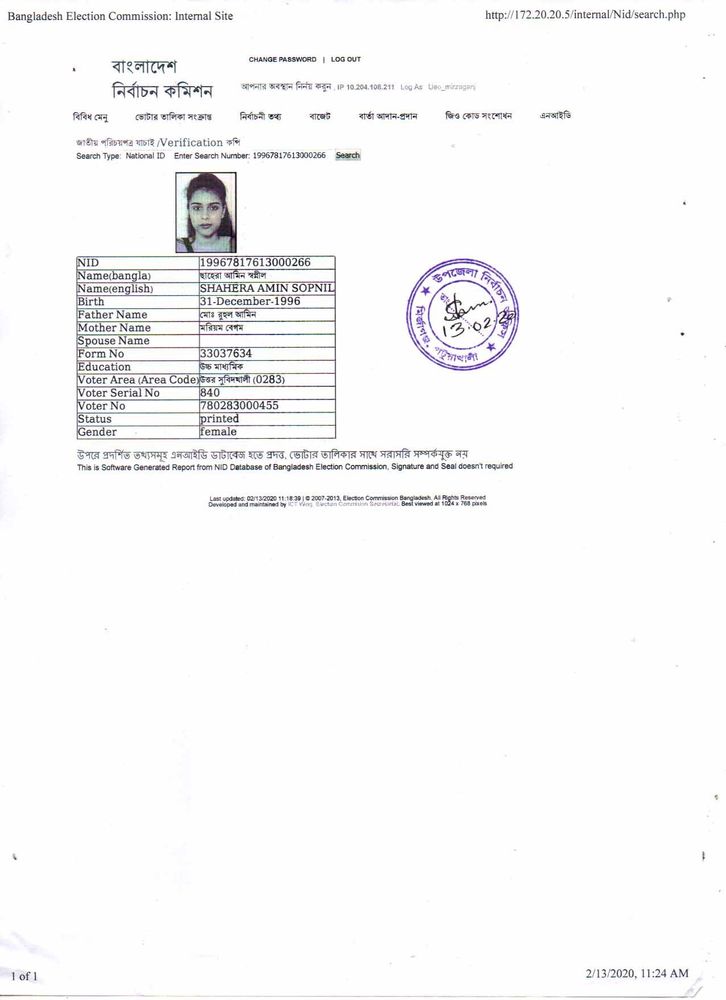 Bangladesh Election Commission: Internal Site
http://172.20.20.5/internal/Nid/search.php
CHANGE PASSWORD | LOG OUT
বাংলাদেশ
নির্বাচন কমিশন
আপনার অবস্থান নির্নয় করুন , IP 10.204.108.211 Log As Ueo_mirzaganj
বিবিধ মেনু ভোটার তালিকা সংক্রান্ত নির্বাচনী তথ্য বাজেট বার্তা আদান-প্রদান জিও কোড সংশোধন এনআইডি
জাতীয় পরিচয়পত্র যাচাই /Verification কপি
Search Type: National ID Enter Search Number: 19967817613000266 Search
NID 19967817613000266
Name(bangla) ছাহেরা আমিন স্বপ্নীল
Name(english) SHAHERA AMIN SOPNIL
Birth 31-December-1996
Father Name মোঃ রুহুল আমিন
Mother Name মরিয়ম বেগম
Spouse Name
Form No 33037634
Education উচ্চ মাধ্যমিক
Voter Area (Area Code) উত্তর সুবিদখালী (0283)
Voter Serial No 840
Voter No 780283000455
Status printed
Gender female
উপজেলা নির্বাচন
পটুয়াখালী
13.02.20
উপরে প্রদর্শিত তথ্যসমূহ এনআইডি ডাটাবেজ হতে প্রদত্ত, ভোটার তালিকার সাথে সরাসরি সম্পর্কযুক্ত নয়
This is Software Generated Report from NID Database of Bangladesh Election Commission, Signature and Seal doesn't required
Last updated: 02/13/2020 11:18:39 | © 2007-2013, Election Commission Bangladesh. All Rights Reserved
Developed and maintained by ICT Wing, Election Commission Secretariat. Best viewed at 1024 x 768 pixels
1 of 1
2/13/2020, 11:24 AM